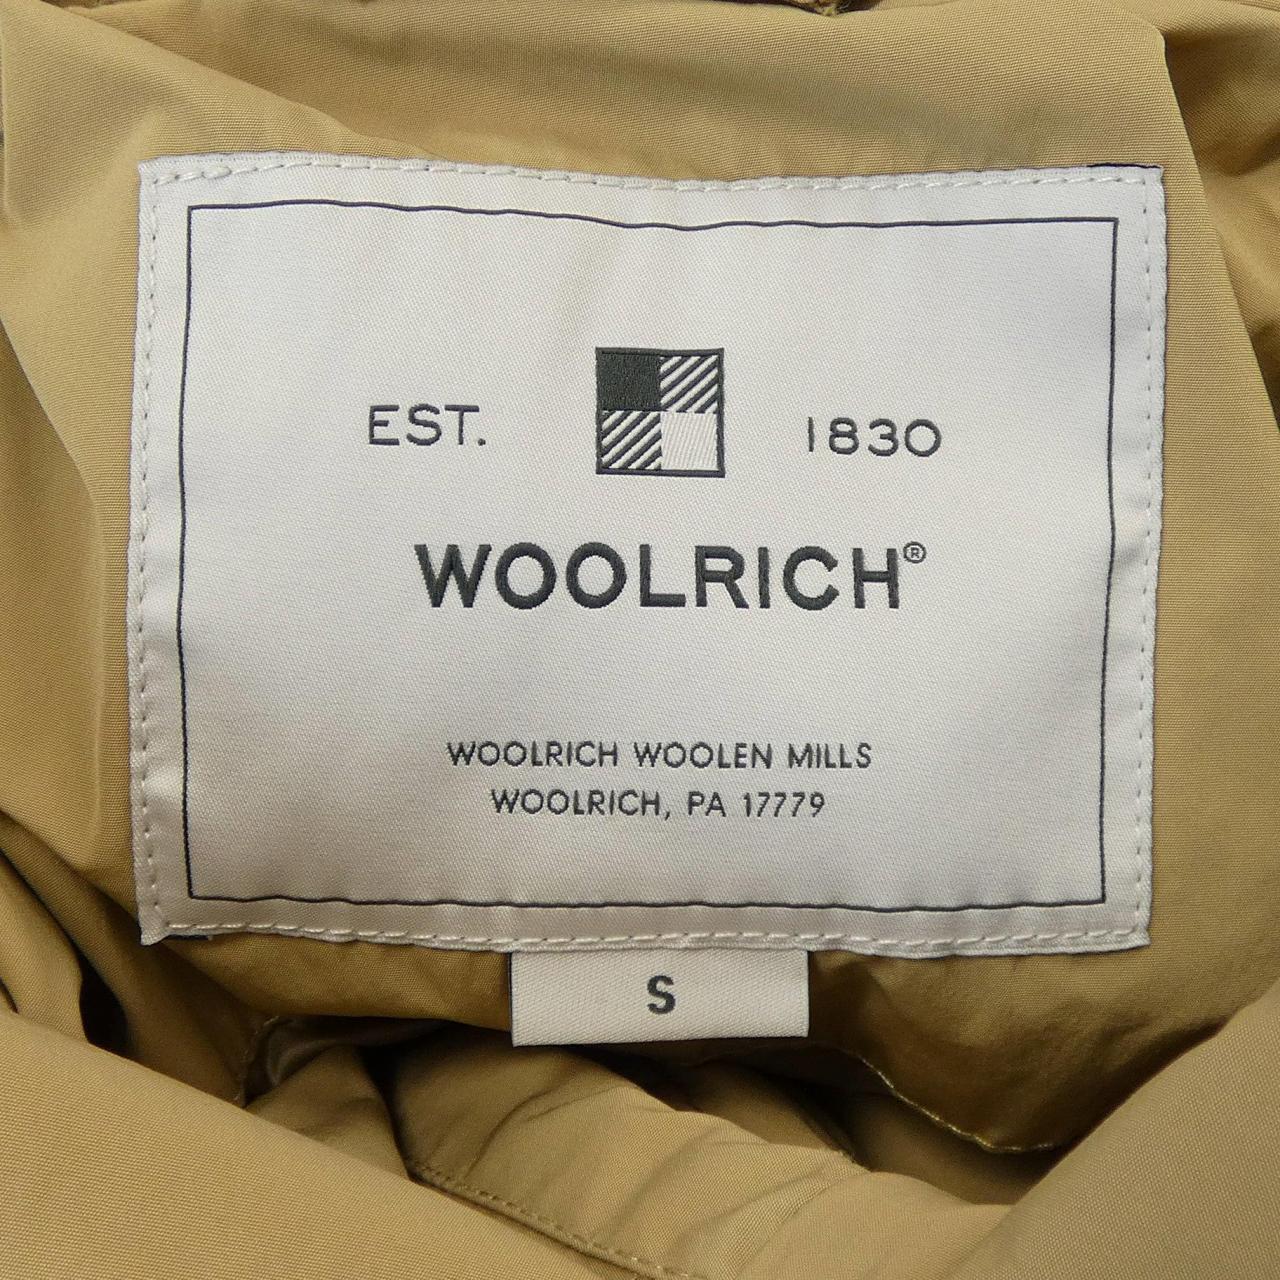 EST. 1830
WOOLRICH®
WOOLRICH WOOLEN MILLS
WOOLRICH, PA 17779
S